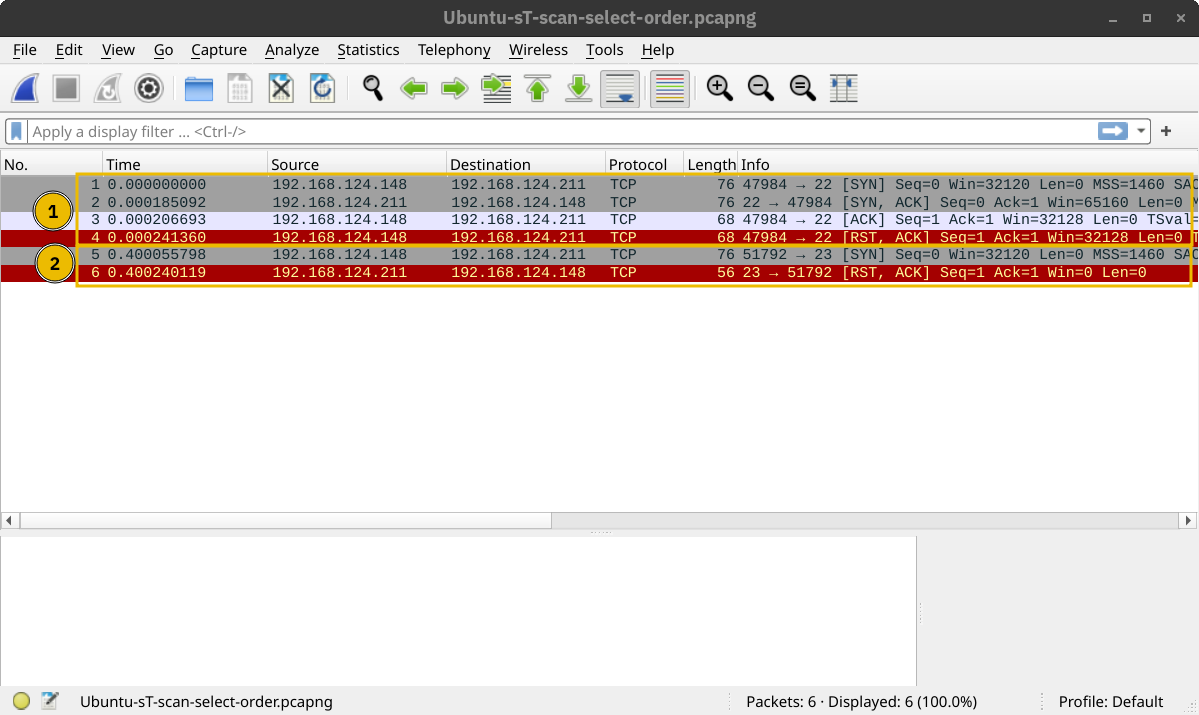 Ubuntu-sT-scan-select-order.pcapng
File Edit View Go Capture Analyze Statistics Telephony Wireless Tools Help
Apply a display filter ... <Ctrl-/>
No. Time Source Destination Protocol Length Info
1 0.000000000 192.168.124.148 192.168.124.211 TCP 76 47984 → 22 [SYN] Seq=0 Win=32120 Len=0 MSS=1460 SAC
2 0.000185092 192.168.124.211 192.168.124.148 TCP 76 22 → 47984 [SYN, ACK] Seq=0 Ack=1 Win=65160 Len=0 M
1
3 0.000206693 192.168.124.148 192.168.124.211 TCP 68 47984 → 22 [ACK] Seq=1 Ack=1 Win=32128 Len=0 TSval=
4 0.000241360 192.168.124.148 192.168.124.211 TCP 68 47984 → 22 [RST, ACK] Seq=1 Ack=1 Win=32128 Len=0 T
5 0.400055798 192.168.124.148 192.168.124.211 TCP 76 51792 → 23 [SYN] Seq=0 Win=32120 Len=0 MSS=1460 SAC
2
6 0.400240119 192.168.124.211 192.168.124.148 TCP 56 23 → 51792 [RST, ACK] Seq=1 Ack=1 Win=0 Len=0
Ubuntu-sT-scan-select-order.pcapng Packets: 6 · Displayed: 6 (100.0%) Profile: Default